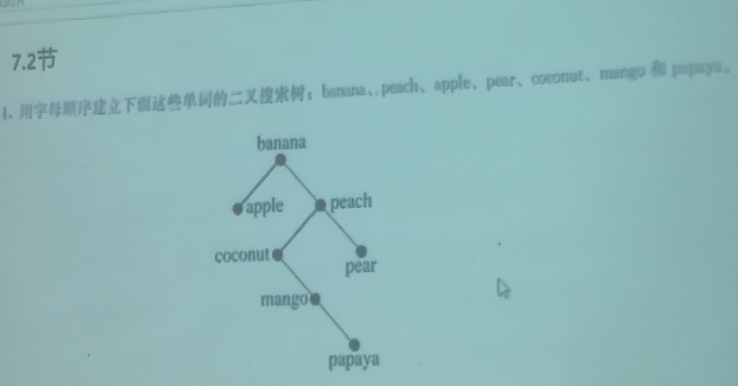 7.2节
1. 用字母顺序建立下面这些单词的二叉搜索树：banana、peach、apple、pear、coconut、mango 和 papaya。
banana
apple peach
coconut
pear
mango
papaya